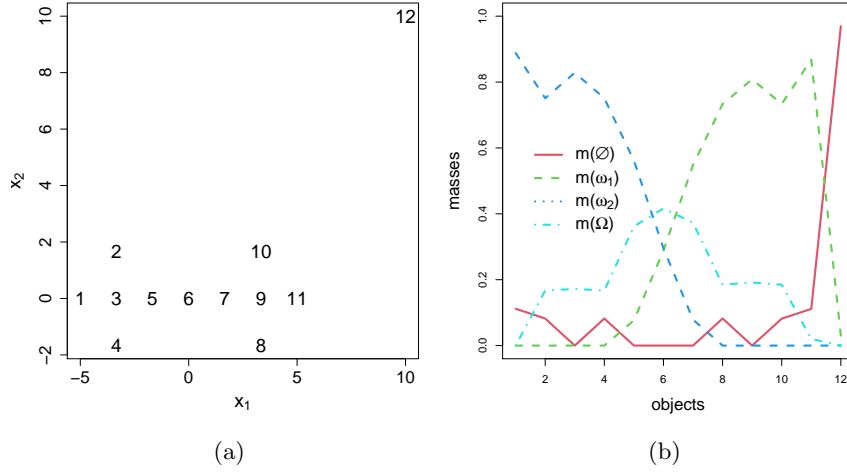 12
2
10
1 3 5 6 7 9 11
4
8
−2 0 2 4 6 8 10
−5 0 5 10
x1
x2
(a)
m(∅)
m(ω1)
m(ω2)
m(Ω)
0.0 0.2 0.4 0.6 0.8 1.0
masses
2 4 6 8 10 12
objects
(b)